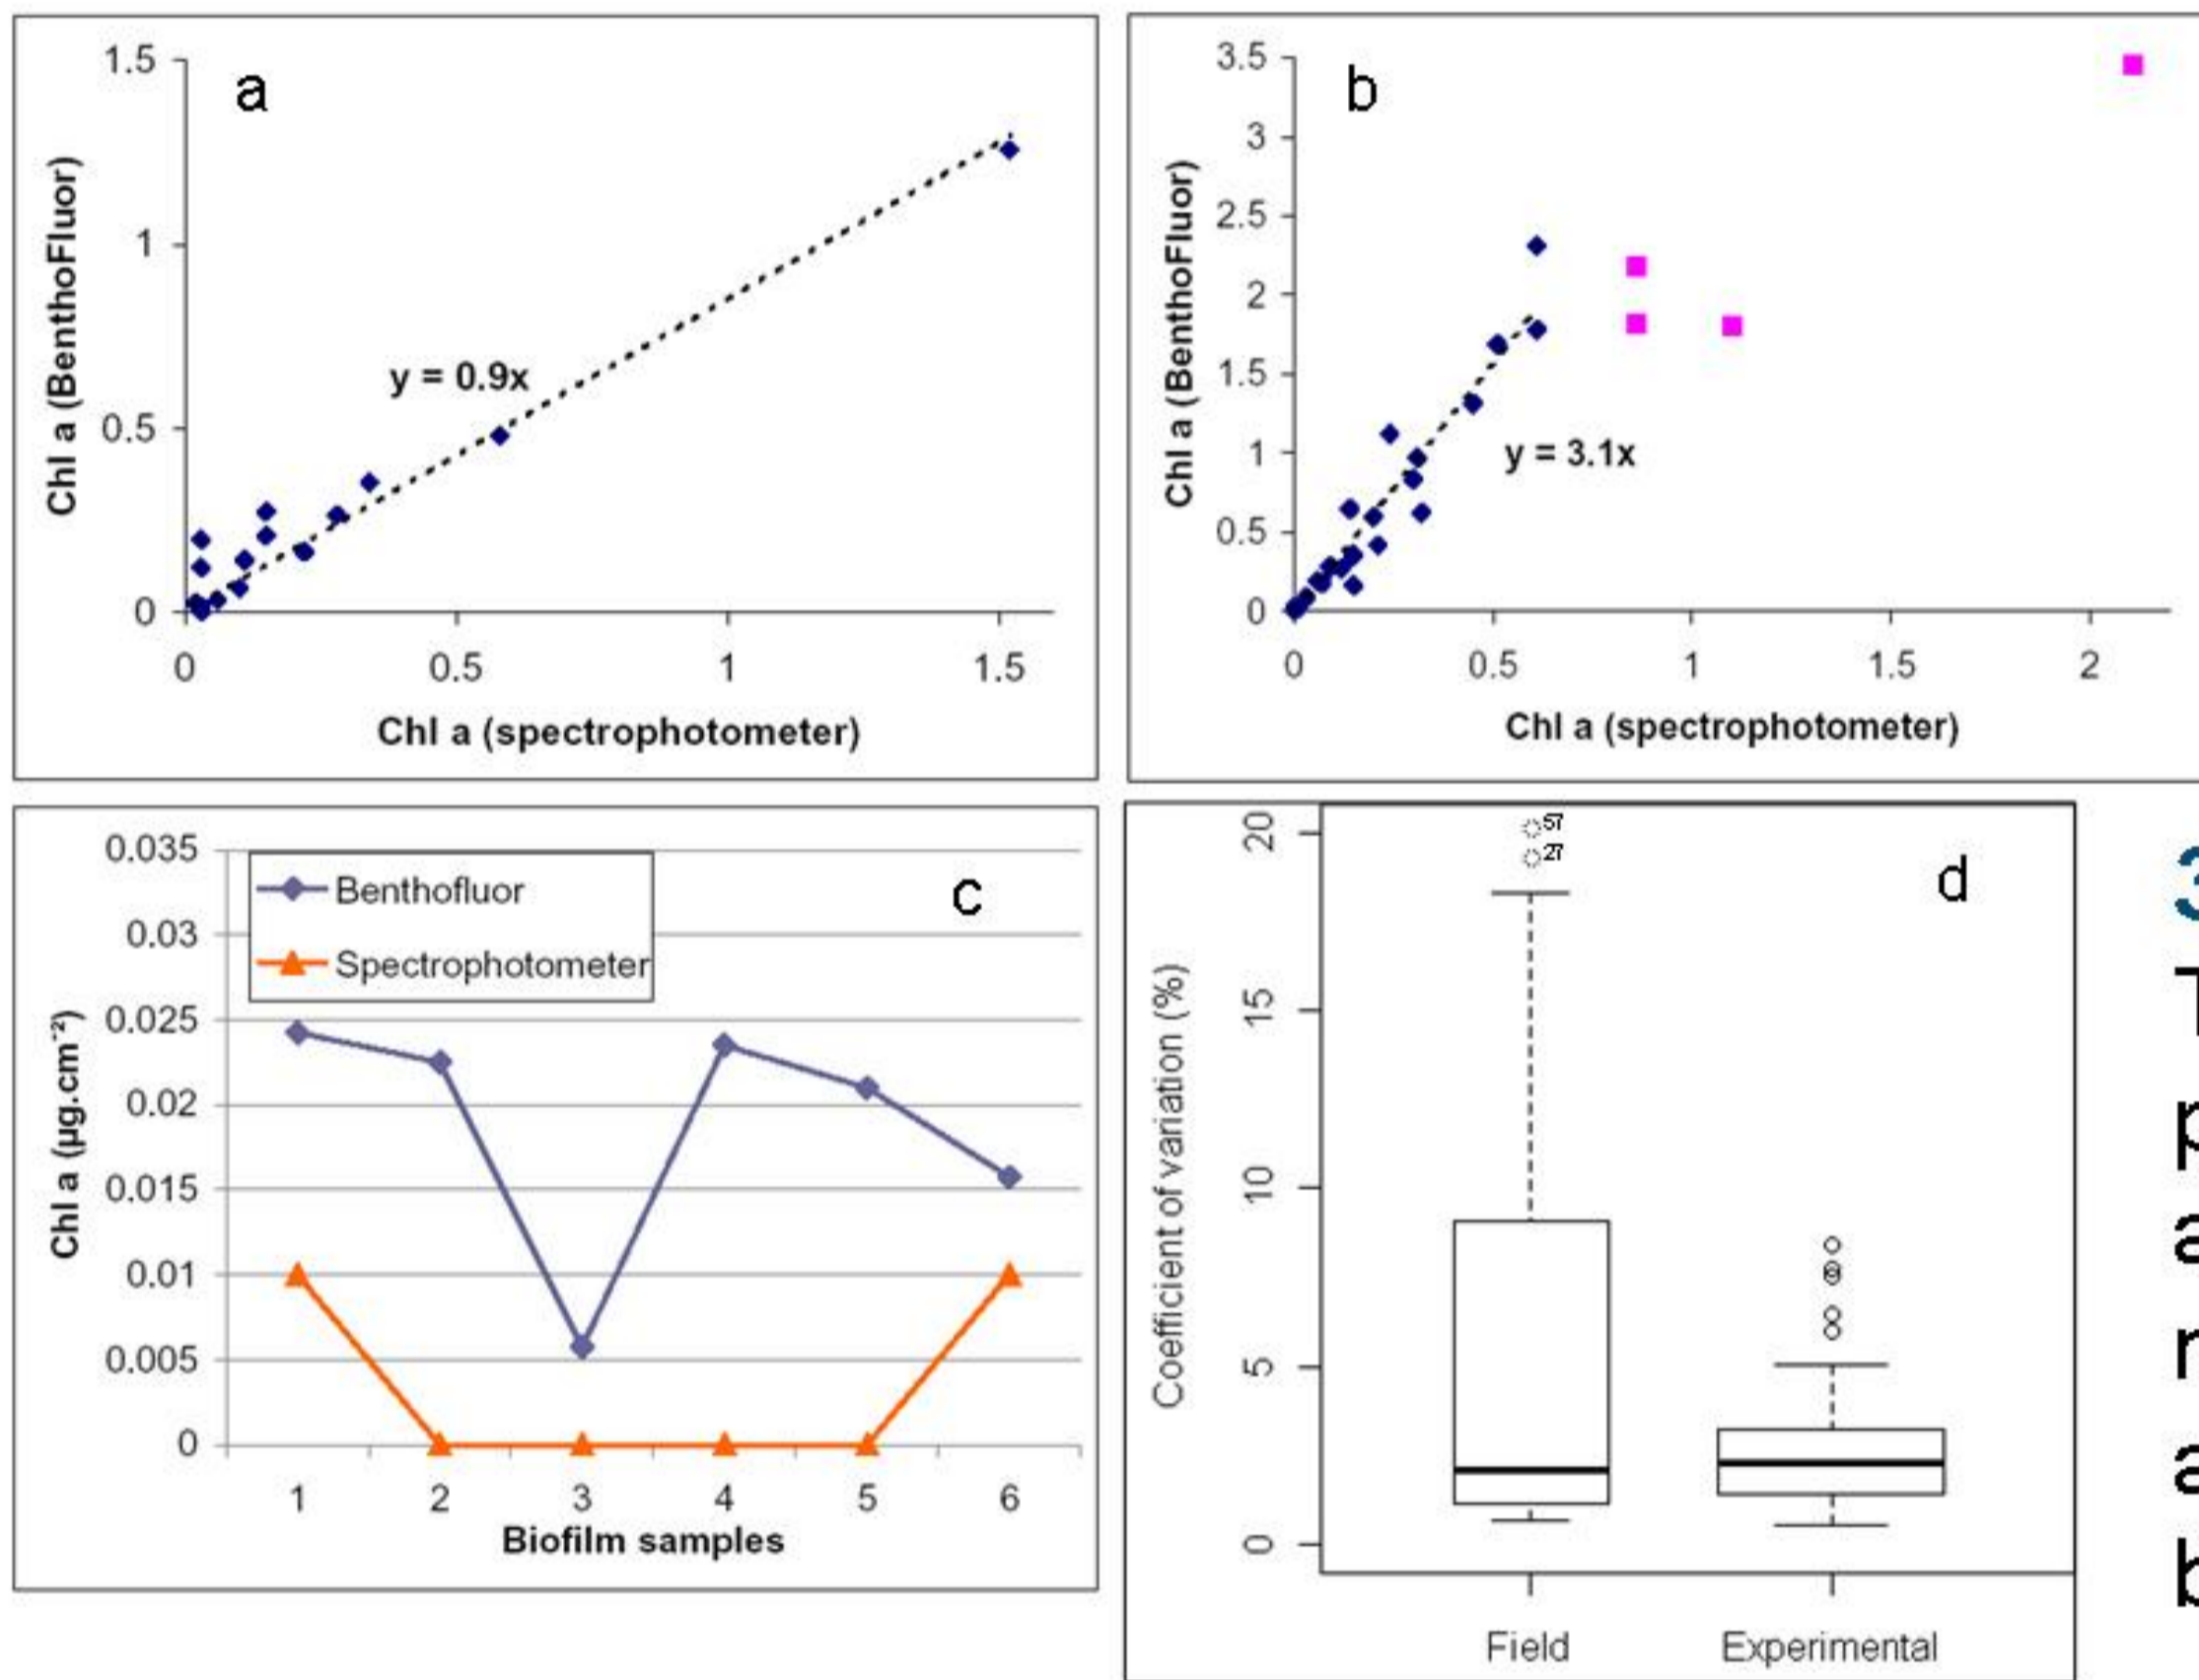 a
1.5
1
0.5
0
0 0.5 1 1.5
y = 0.9x
Chl a (BenthoFluor)
Chl a (spectrophotometer)
b
3.5
3
2.5
2
1.5
1
0.5
0
0 0.5 1 1.5 2
y = 3.1x
Chl a (BenthoFluor)
Chl a (spectrophotometer)
c
0.035
0.03
0.025
0.02
0.015
0.01
0.005
0
Benthofluor
Spectrophotometer
Chl a (µg.cm⁻²)
1 2 3 4 5 6
Biofilm samples
d
20
15
10
5
0
57
27
Coefficient of variation (%)
Field Experimental
3
T
p
a
a
b